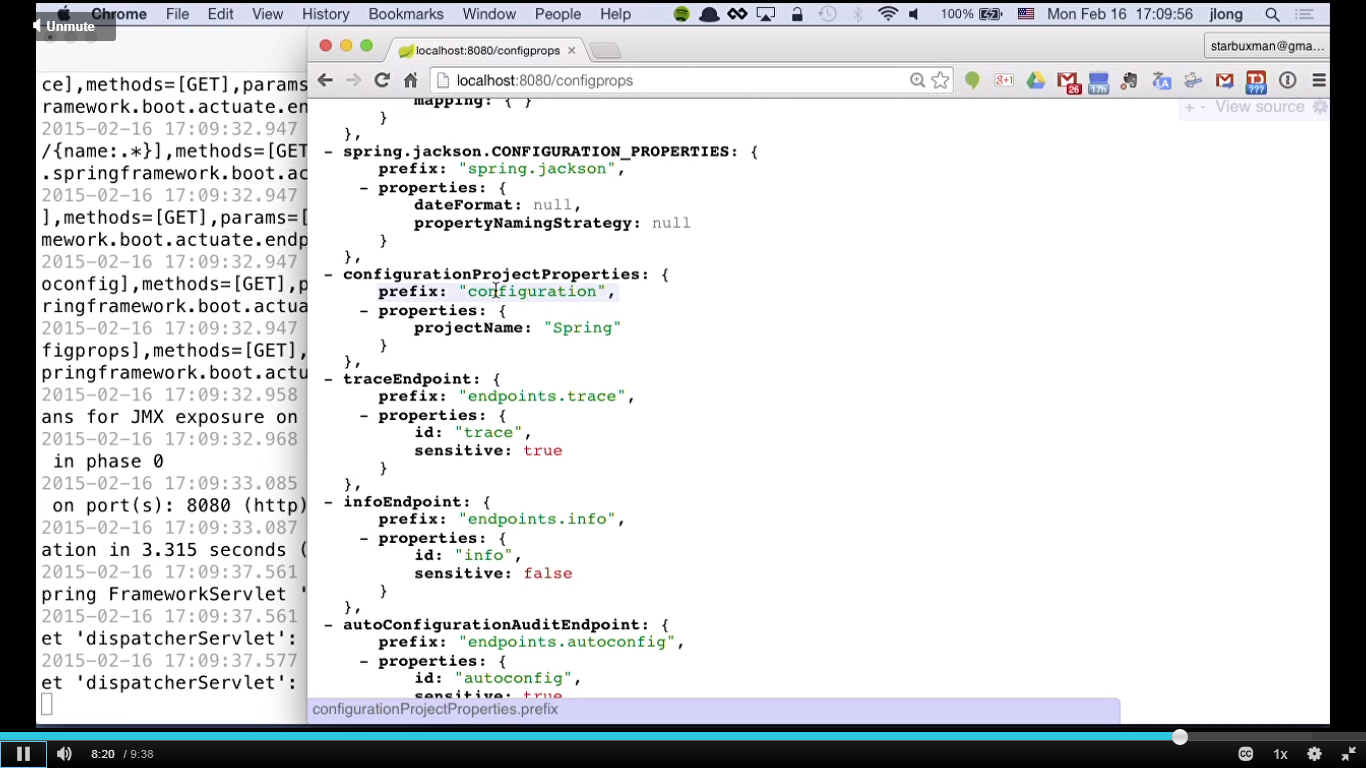 Chrome File Edit View History Bookmarks Window People Help 100% Mon Feb 16 17:09:56 jlong
Unmute
localhost:8080/configprops
starbuxman@gma...
localhost:8080/configprops
g+1 26 17h ???
+ - View source
ce],methods=[GET],params
ramework.boot.actuate.en
2015-02-16 17:09:32.947
/{name:.*}],methods=[GET
.springframework.boot.ac
2015-02-16 17:09:32.947
],methods=[GET],params=[
mework.boot.actuate.endp
2015-02-16 17:09:32.947
oconfig],methods=[GET],p
ringframework.boot.actua
2015-02-16 17:09:32.947
figprops],methods=[GET],
pringframework.boot.actu
2015-02-16 17:09:32.958
ans for JMX exposure on
2015-02-16 17:09:32.968
in phase 0
2015-02-16 17:09:33.085
on port(s): 8080 (http)
2015-02-16 17:09:33.087
ation in 3.315 seconds (
2015-02-16 17:09:37.561
pring FrameworkServlet '
2015-02-16 17:09:37.561
et 'dispatcherServlet':
2015-02-16 17:09:37.577
et 'dispatcherServlet':
mapping: { }
}
},
- spring.jackson.CONFIGURATION_PROPERTIES: {
prefix: "spring.jackson",
- properties: {
dateFormat: null,
propertyNamingStrategy: null
}
},
- configurationProjectProperties: {
prefix: "configuration",
- properties: {
projectName: "Spring"
}
},
- traceEndpoint: {
prefix: "endpoints.trace",
- properties: {
id: "trace",
sensitive: true
}
},
- infoEndpoint: {
prefix: "endpoints.info",
- properties: {
id: "info",
sensitive: false
}
},
- autoConfigurationAuditEndpoint: {
prefix: "endpoints.autoconfig",
- properties: {
id: "autoconfig",
sensitive: true
configurationProjectProperties.prefix
8:20 / 9:38
CC 1x